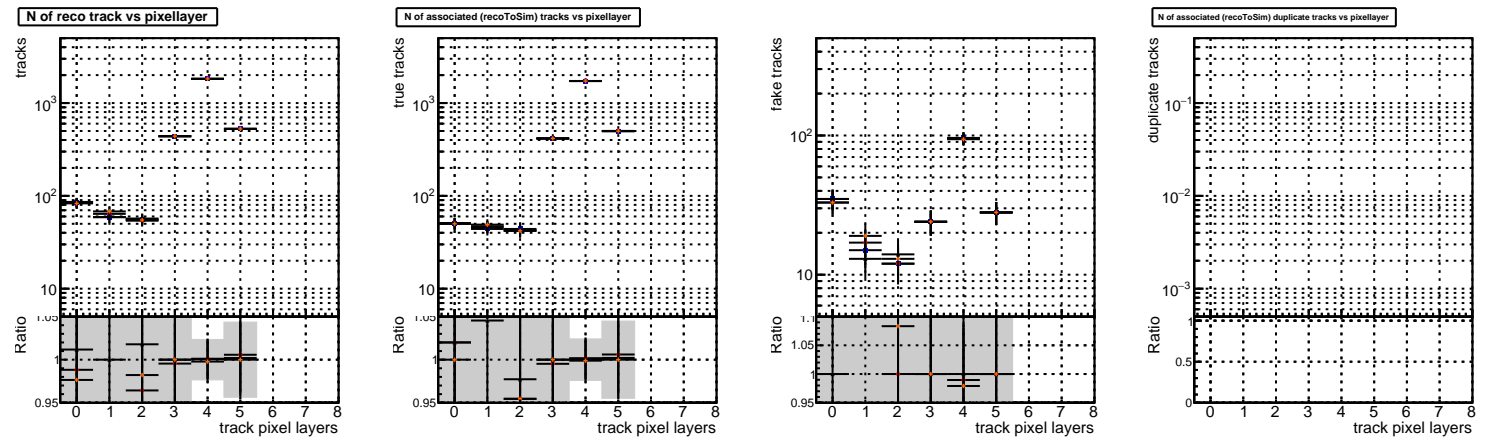 N of reco track vs pixellayer
tracks
10³
10²
10
Ratio
1.05
1
0.95
0 1 2 3 4 5 6 7 8
track pixel layers
N of associated (recoToSim) tracks vs pixellayer
true tracks
10³
10²
10
Ratio
1.05
1
0.95
0 1 2 3 4 5 6 7 8
track pixel layers
fake tracks
10²
10
Ratio
1.1
1.05
1
0.95
0 1 2 3 4 5 6 7 8
track pixel layers
N of associated (recoToSim) duplicate tracks vs pixellayer
duplicate tracks
10⁻¹
10⁻²
10⁻³
Ratio
1
0.5
0
0 1 2 3 4 5 6 7 8
track pixel layers